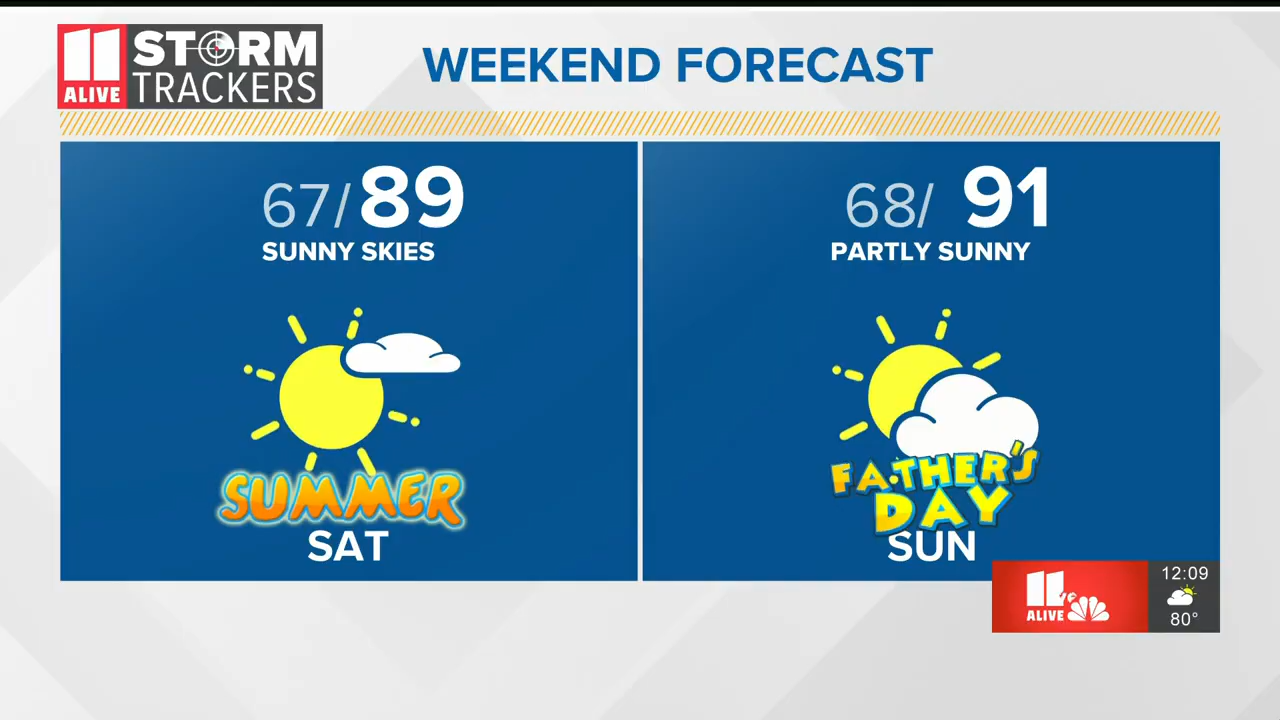 11 ALIVE
STORM
TRACKERS
WEEKEND FORECAST
67/89
SUNNY SKIES
SUMMER
SAT
68/ 91
PARTLY SUNNY
FATHER'S
DAY
SUN
11
ALIVE
12:09
80°